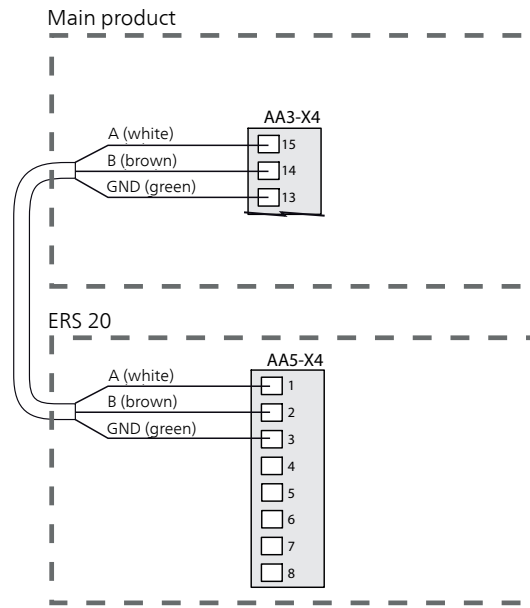 Main product
AA3-X4
A (white)
15
B (brown)
14
GND (green)
13
ERS 20
AA5-X4
A (white)
1
B (brown)
2
GND (green)
3
4
5
6
7
8